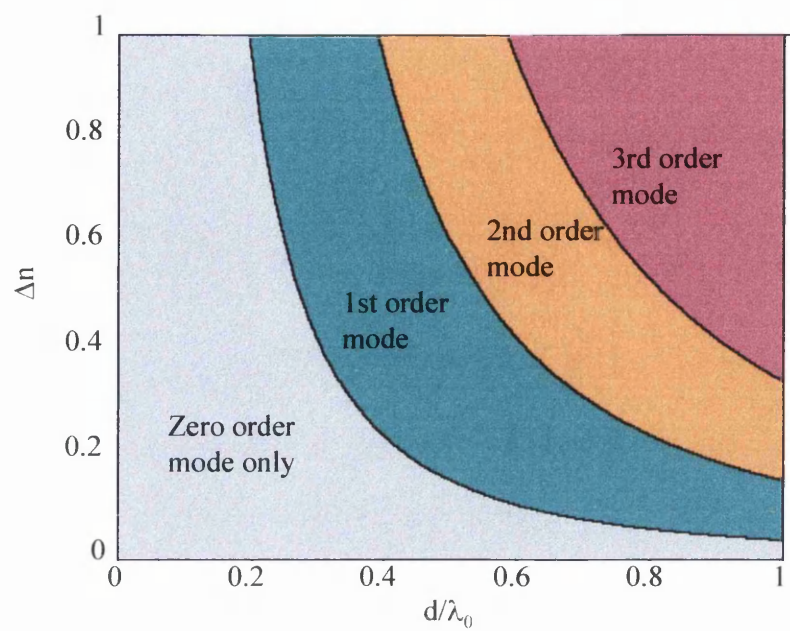 1
0.8
0.6
0.4
0.2
0
Δn
3rd order
mode
2nd order
mode
1st order
mode
Zero order
mode only
0
0.2
0.4
0.6
0.8
1
d/λ₀